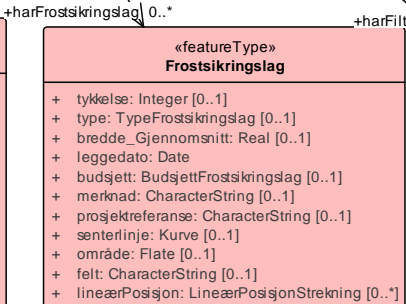 +harFrostsikringslag 0..*
+harFilt
«featureType»
Frostsikringslag
+ tykkelse: Integer [0..1]
+ type: TypeFrostsikringslag [0..1]
+ bredde_Gjennomsnitt: Real [0..1]
+ leggedato: Date
+ budsjett: BudsjettFrostsikringslag [0..1]
+ merknad: CharacterString [0..1]
+ prosjektreferanse: CharacterString [0..1]
+ senterlinje: Kurve [0..1]
+ område: Flate [0..1]
+ felt: CharacterString [0..1]
+ lineærPosisjon: LineærPosisjonStrekning [0..*]